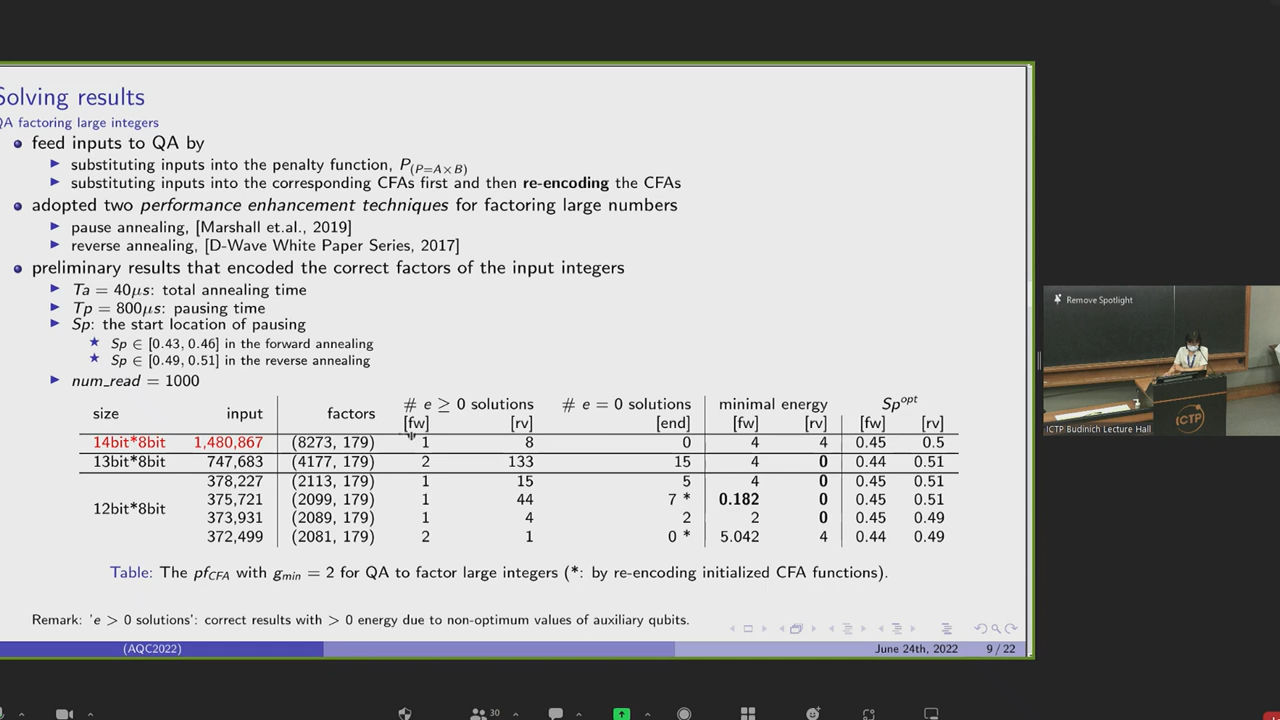 Solving results
QA factoring large integers
feed inputs to QA by
substituting inputs into the penalty function, P(P=A×B)
substituting inputs into the corresponding CFAs first and then re-encoding the CFAs
adopted two performance enhancement techniques for factoring large numbers
pause annealing, [Marshall et.al., 2019]
reverse annealing, [D-Wave White Paper Series, 2017]
preliminary results that encoded the correct factors of the input integers
Ta = 40μs: total annealing time
Tp = 800μs: pausing time
Sp: the start location of pausing
Sp ∈ [0.43, 0.46] in the forward annealing
Sp ∈ [0.49, 0.51] in the reverse annealing
num_read = 1000
size input factors # e ≥ 0 solutions # e = 0 solutions minimal energy Sp^opt
[fw] [rv] [end] [fw] [rv] [fw] [rv]
14bit*8bit 1,480,867 (8273, 179) 1 8 0 4 4 0.45 0.5
13bit*8bit 747,683 (4177, 179) 2 133 15 4 0 0.44 0.51
378,227 (2113, 179) 1 15 5 4 0 0.45 0.51
375,721 (2099, 179) 1 44 7 * 0.182 0 0.45 0.51
12bit*8bit
373,931 (2089, 179) 1 4 2 2 0 0.45 0.49
372,499 (2081, 179) 2 1 0 * 5.042 4 0.44 0.49
Table: The pf_CFA with g_min = 2 for QA to factor large integers (*: by re-encoding initialized CFA functions).
Remark: 'e > 0 solutions': correct results with > 0 energy due to non-optimum values of auxiliary qubits.
(AQC2022) June 24th, 2022 9 / 22
Remove Spotlight
ICTP
ICTP Budinich Lecture Hall
30